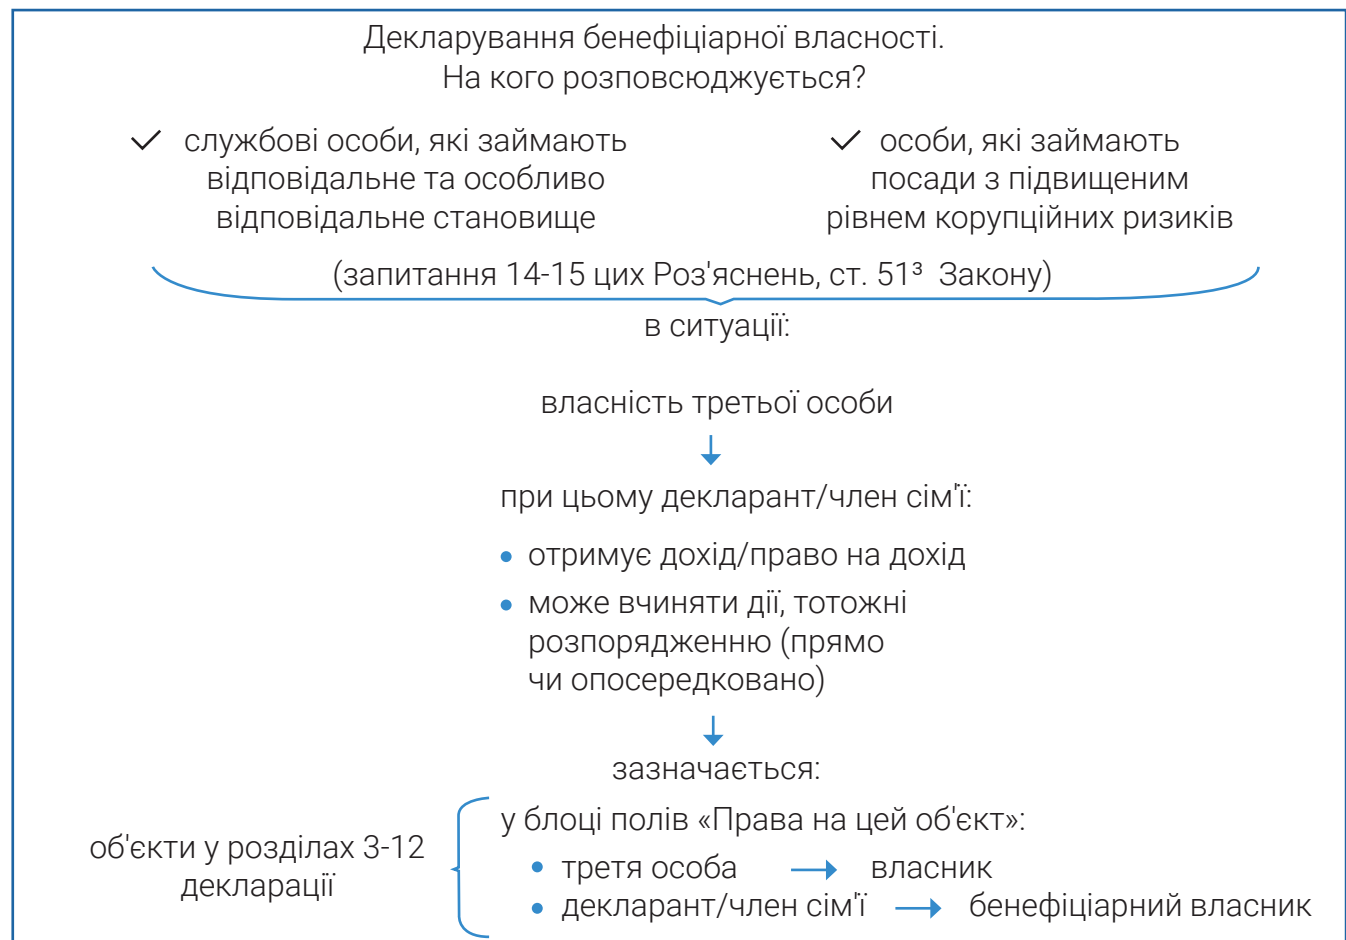 Декларування бенефіціарної власності.
На кого розповсюджується?
службові особи, які займають
відповідальне та особливо
відповідальне становище
особи, які займають
посади з підвищеним
рівнем корупційних ризиків
(запитання 14-15 цих Роз'яснень, ст. 51³ Закону)
в ситуації:
власність третьої особи
при цьому декларант/член сім'ї:
отримує дохід/право на дохід
може вчиняти дії, тотожні
розпорядженню (прямо
чи опосередковано)
зазначається:
об'єкти у розділах 3-12
декларації
у блоці полів «Права на цей об'єкт»:
третя особа → власник
декларант/член сім'ї → бенефіціарний власник